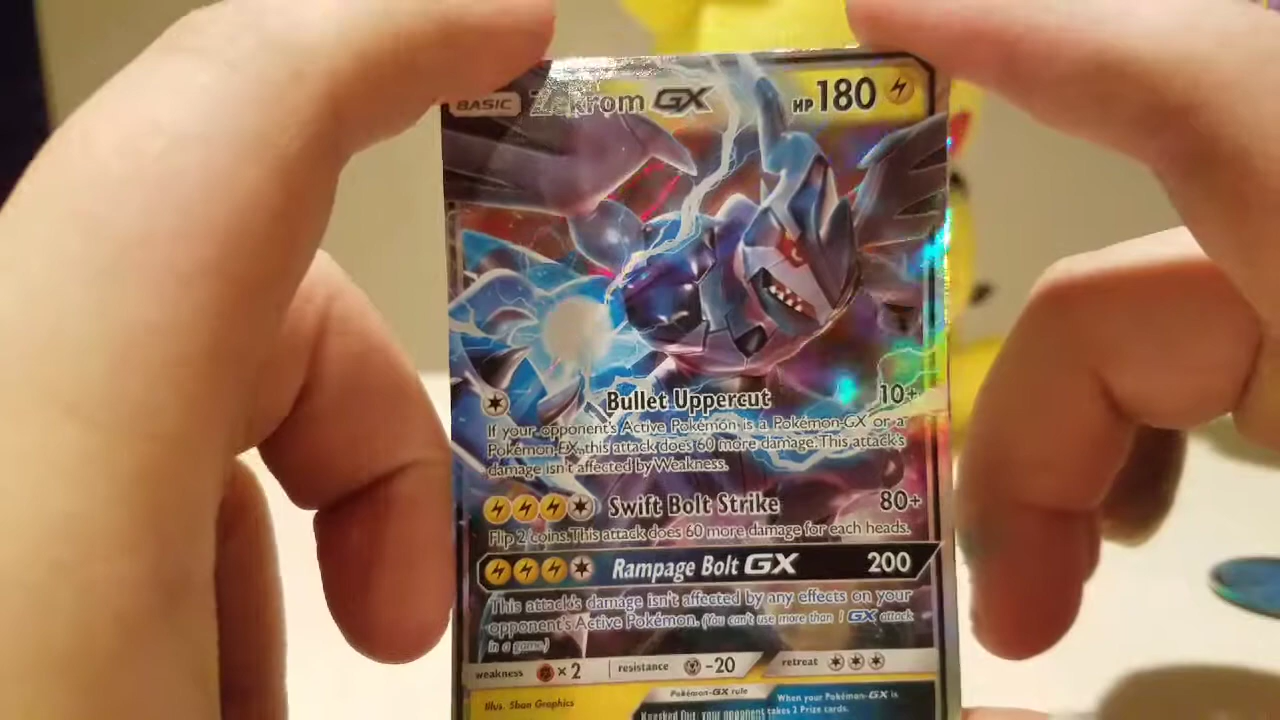 BASIC Zekrom GX HP 180
Bullet Uppercut 10+
If your opponent's Active Pokémon is a Pokémon-GX or a
Pokémon-EX, this attack does 60 more damage. This attack's
damage isn't affected by Weakness.
Swift Bolt Strike 80+
Flip 2 coins. This attack does 60 more damage for each heads.
Rampage Bolt GX 200
This attack's damage isn't affected by any effects on your
opponent's Active Pokémon. (You can't use more than 1 GX attack
in a game.)
weakness ×2 resistance -20 retreat
Illus. 5ban Graphics
Pokémon-GX rule
When your Pokémon-GX is
Knocked Out, your opponent takes 2 Prize cards.